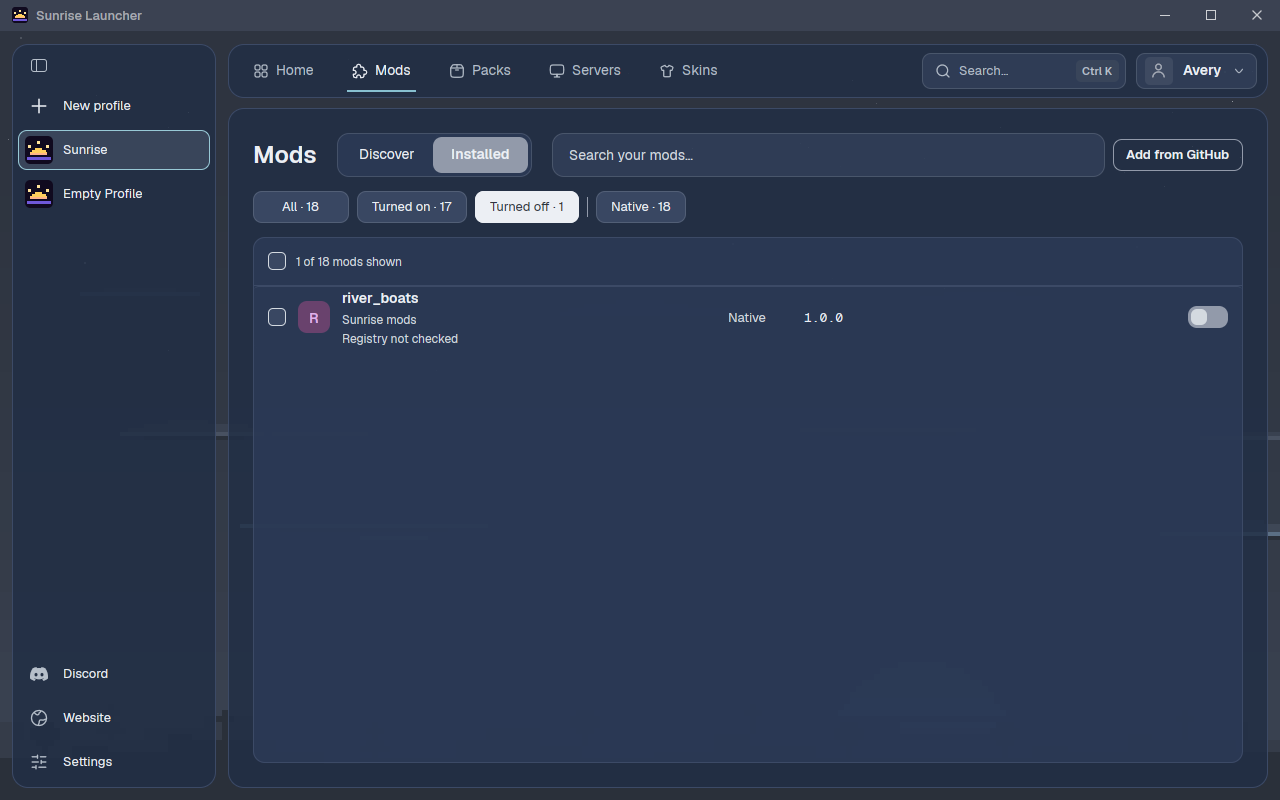 Sunrise Launcher
New profile
Sunrise
Empty Profile
Discord
Website
Settings
Home
Mods
Packs
Servers
Skins
Search...
Ctrl K
Avery
Mods
Discover
Installed
Search your mods...
Add from GitHub
All · 18
Turned on · 17
Turned off · 1
Native · 18
1 of 18 mods shown
R
river_boats
Sunrise mods
Registry not checked
Native
1.0.0